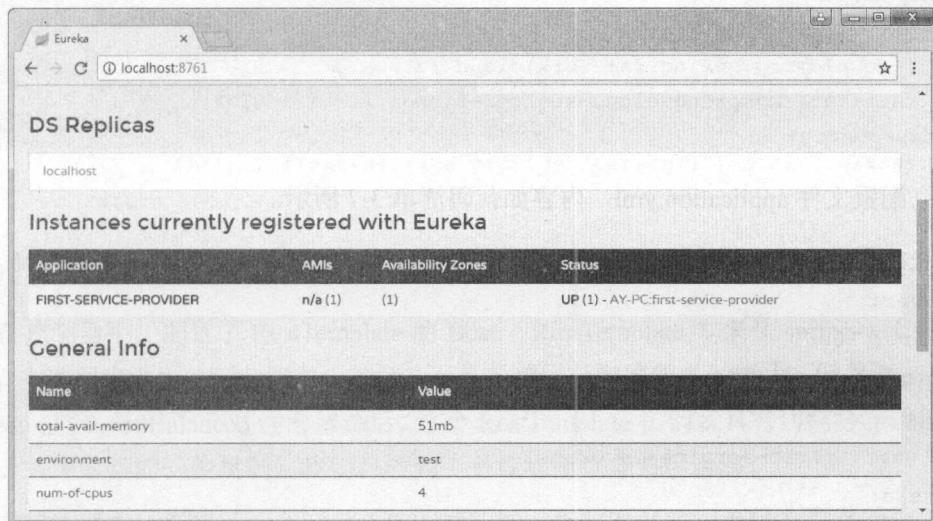 Eureka
localhost:8761
DS Replicas
localhost
Instances currently registered with Eureka
Application AMIs Availability Zones Status
FIRST-SERVICE-PROVIDER n/a (1) (1) UP (1) - AY-PC:first-service-provider
General Info
Name Value
total-avail-memory 51mb
environment test
num-of-cpus 4